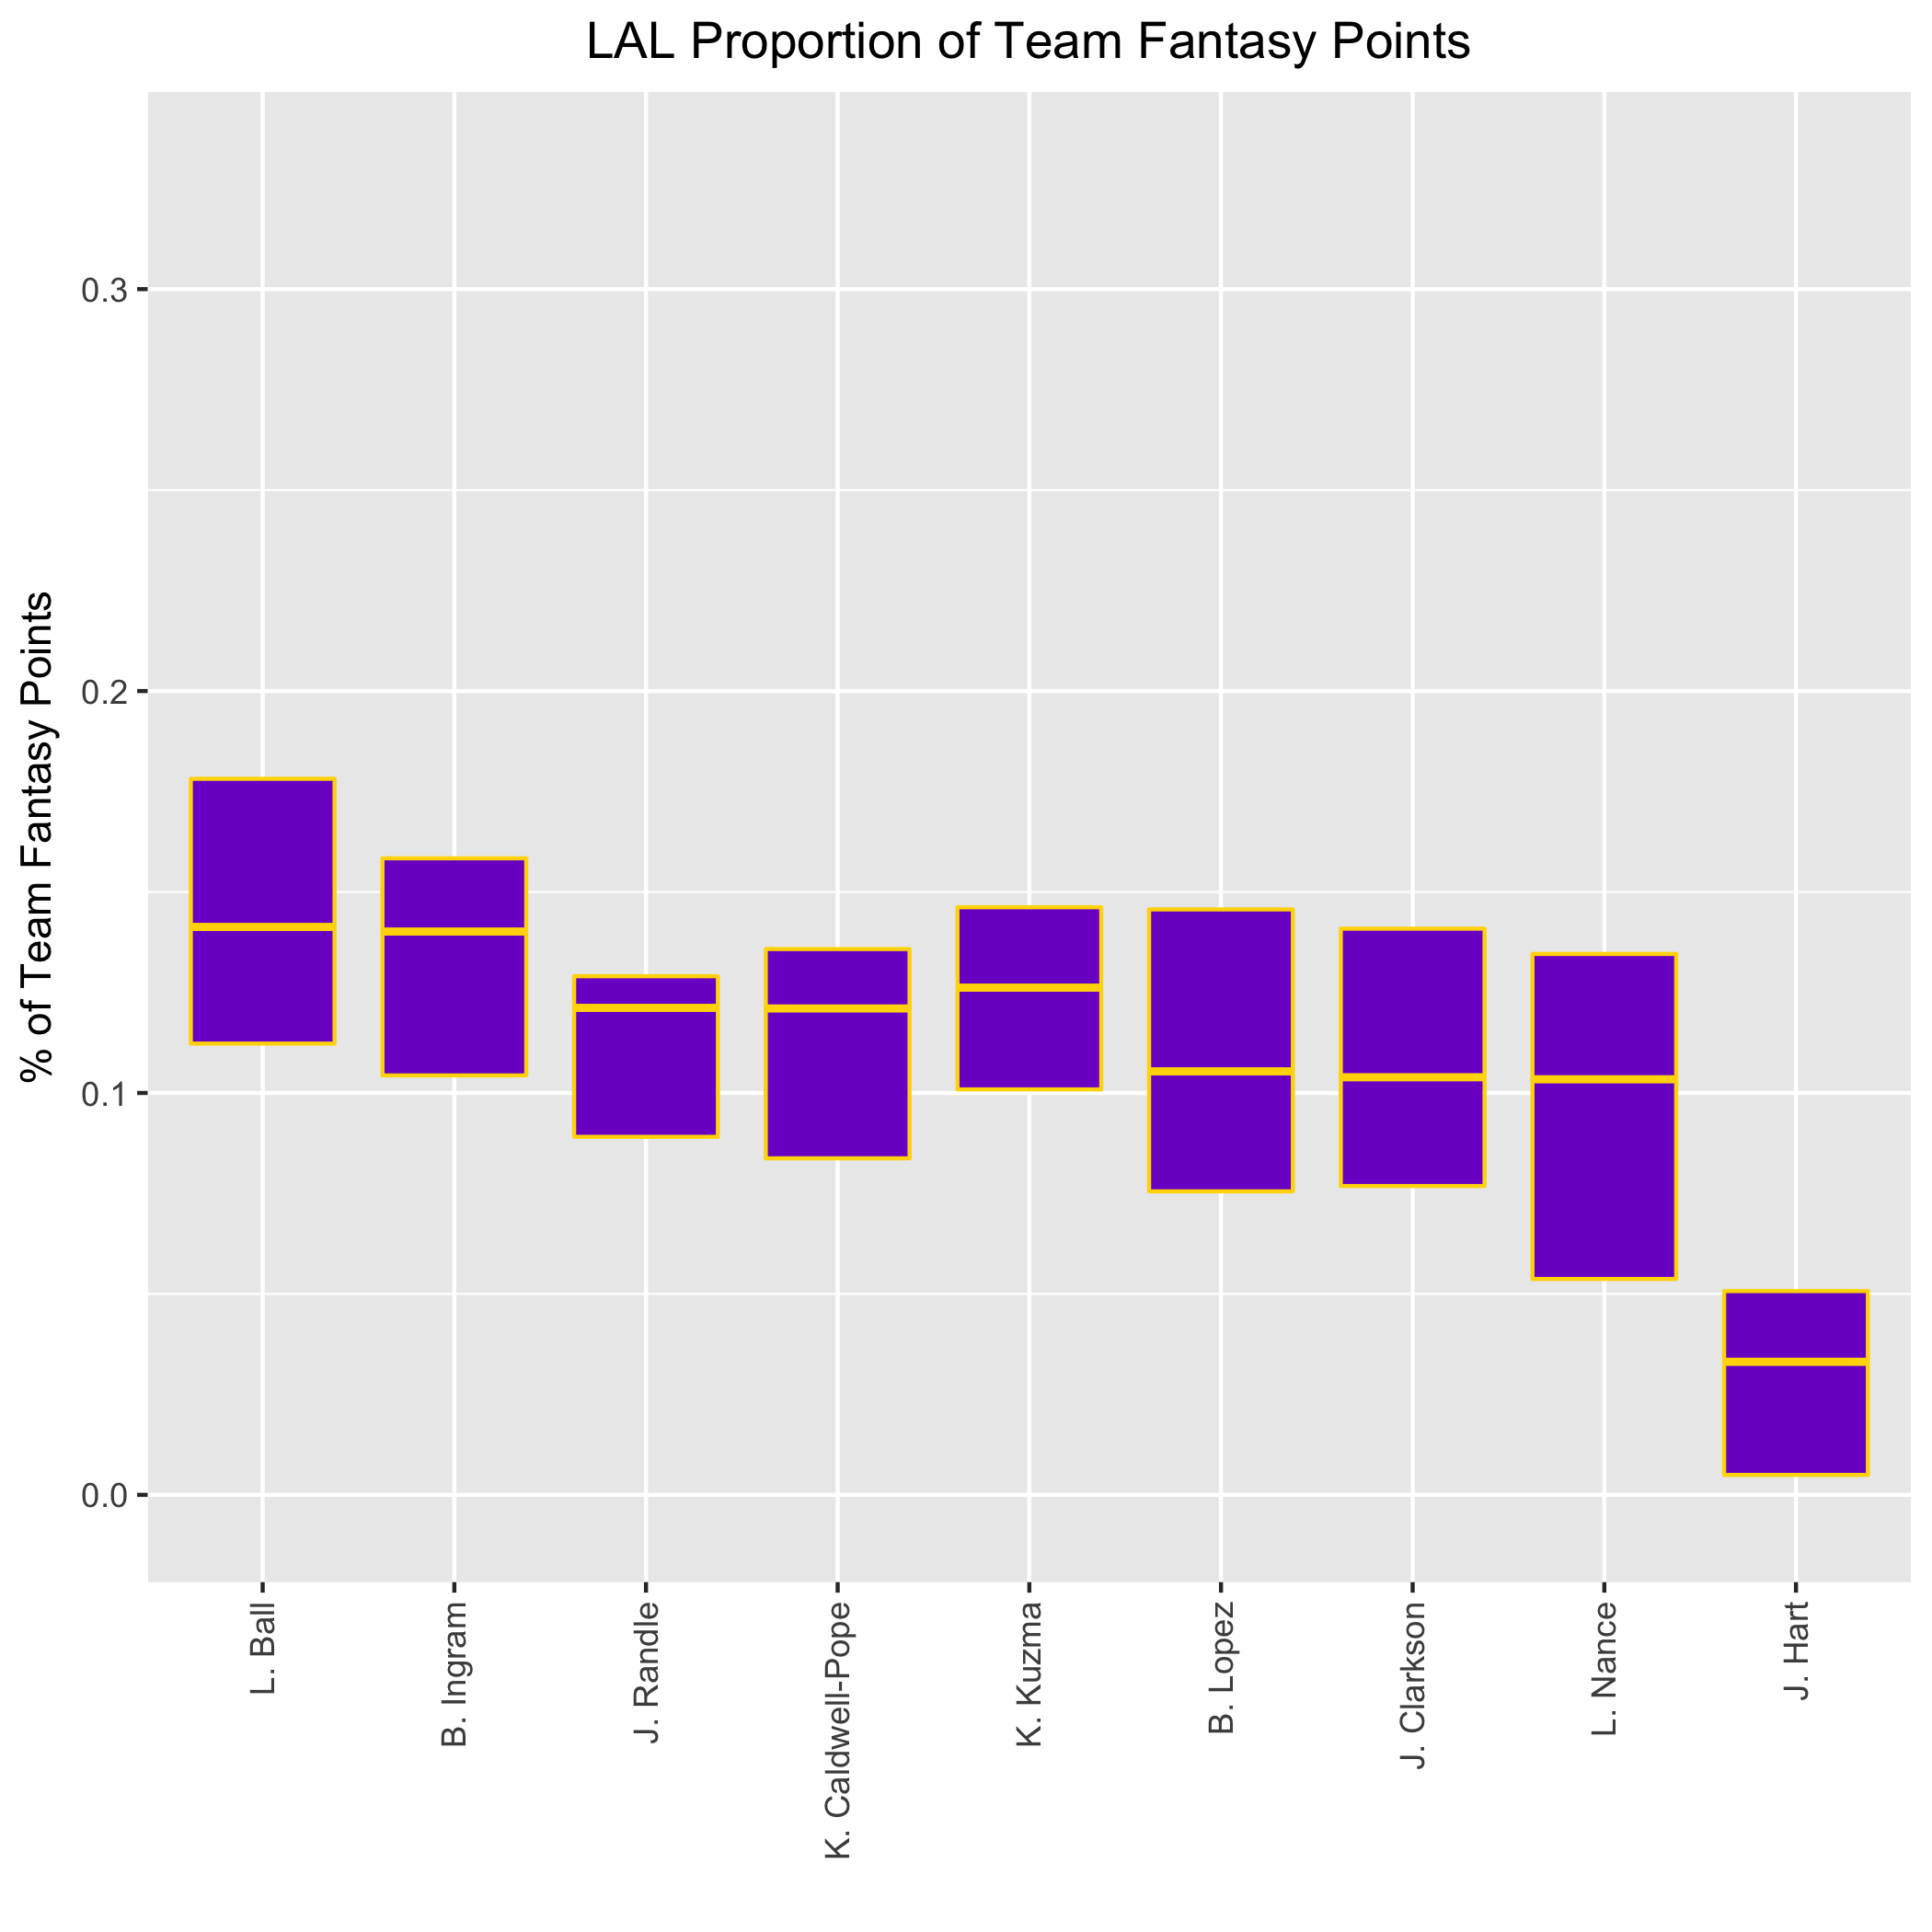 LAL Proportion of Team Fantasy Points
% of Team Fantasy Points
0.3
0.2
0.1
0.0
L. Ball
B. Ingram
J. Randle
K. Caldwell-Pope
K. Kuzma
B. Lopez
J. Clarkson
L. Nance
J. Hart